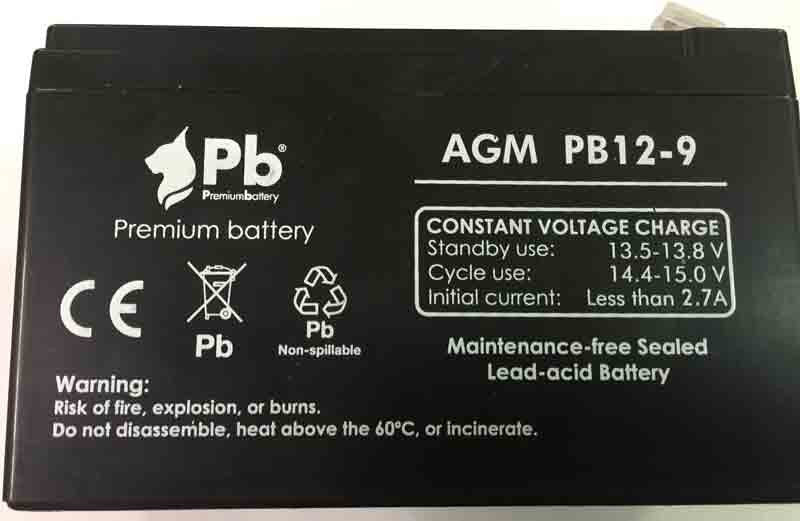 Pb®
PremiumBattery
Premium battery
AGM PB12-9
CONSTANT VOLTAGE CHARGE
Standby use: 13.5-13.8 V
Cycle use: 14.4-15.0 V
Initial current: Less than 2.7A
CE
Pb
Pb
Non-spillable
Maintenance-free Sealed
Lead-acid Battery
Warning:
Risk of fire, explosion, or burns.
Do not disassemble, heat above the 60ºC, or incinerate.